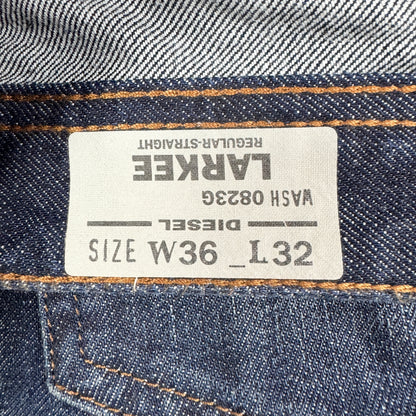 DIESEL
WASH 0823G
LARKEE
REGULAR-STRAIGHT
SIZE W36 _L32